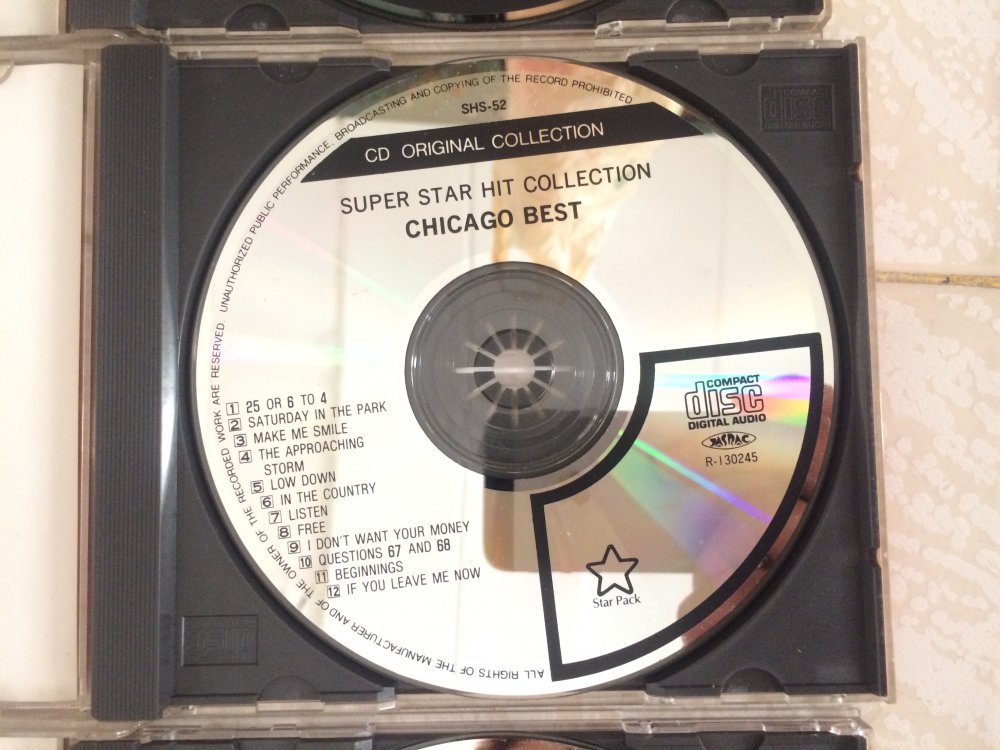 ALL RIGHTS OF THE MANUFACTURER AND OF THE OWNER OF THE RECORDED WORK ARE RESERVED. UNAUTHORIZED PUBLIC PERFORMANCE, BROADCASTING AND COPYING OF THE RECORD PROHIBITED
SHS-52
CD ORIGINAL COLLECTION
SUPER STAR HIT COLLECTION
CHICAGO BEST
1 25 OR 6 TO 4
2 SATURDAY IN THE PARK
3 MAKE ME SMILE
4 THE APPROACHING
STORM
5 LOW DOWN
6 IN THE COUNTRY
7 LISTEN
8 FREE
9 I DON'T WANT YOUR MONEY
10 QUESTIONS 67 AND 68
11 BEGINNINGS
12 IF YOU LEAVE ME NOW
COMPACT
disc
DIGITAL AUDIO
R-130245
Star Pack
COMPACT
disc